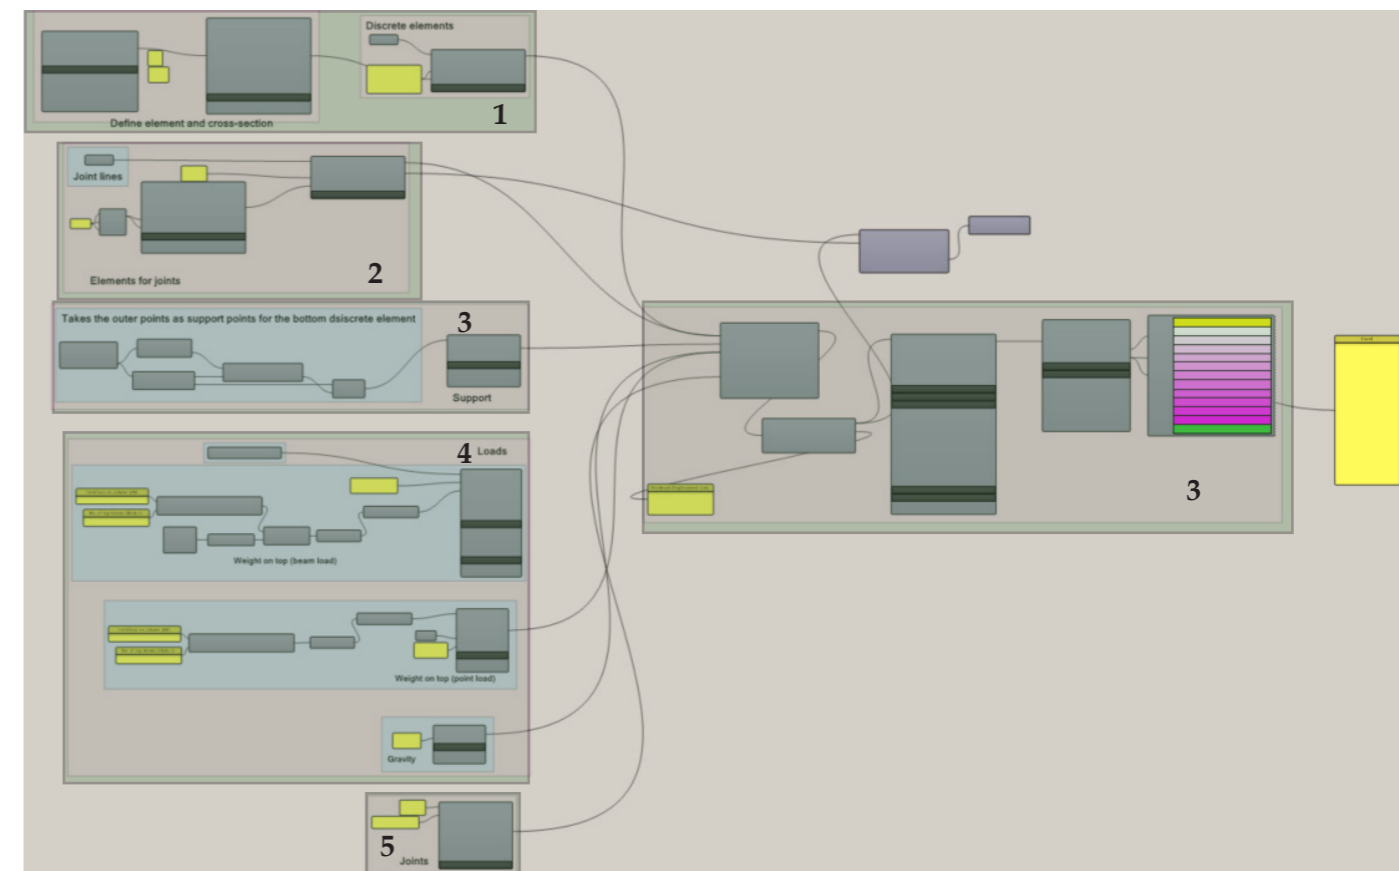 Discrete elements
1
Define element and cross-section
Joint lines
2
Elements for joints
Takes the outer points as support points for the bottom dsiscrete element
3
Support
4
Loads
Weight on top (beam load)
Weight on top (point load)
Gravity
5
Joints
3